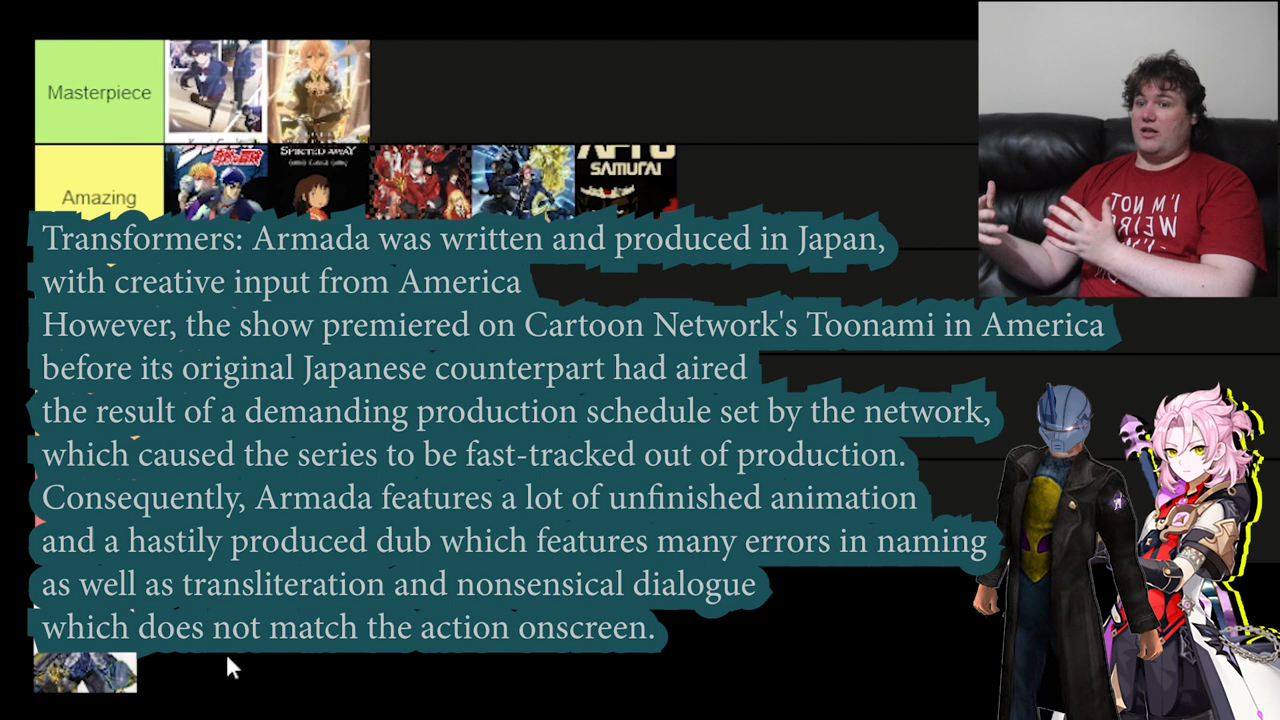 Masterpiece
SPIRITED AWAY
SAMURAI
Amazing
I'M NOT
WEIRD
I'M
Transformers: Armada was written and produced in Japan,
with creative input from America
However, the show premiered on Cartoon Network's Toonami in America
before its original Japanese counterpart had aired
the result of a demanding production schedule set by the network,
which caused the series to be fast-tracked out of production.
Consequently, Armada features a lot of unfinished animation
and a hastily produced dub which features many errors in naming
as well as transliteration and nonsensical dialogue
which does not match the action onscreen.